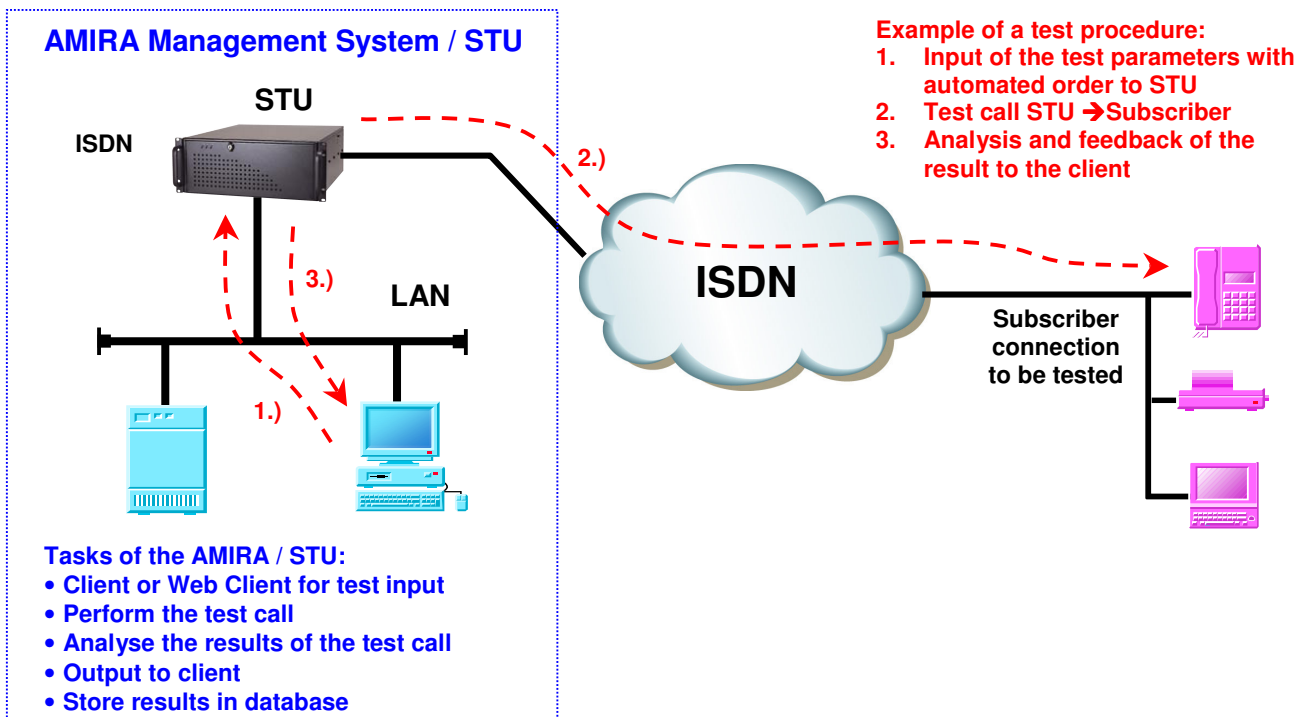 AMIRA Management System / STU
STU
ISDN
LAN
1.)
3.)
2.)
ISDN
Example of a test procedure:
1. Input of the test parameters with
automated order to STU
2. Test call STU ➔Subscriber
3. Analysis and feedback of the
result to the client
Subscriber
connection
to be tested
Tasks of the AMIRA / STU:
• Client or Web Client for test input
• Perform the test call
• Analyse the results of the test call
• Output to client
• Store results in database